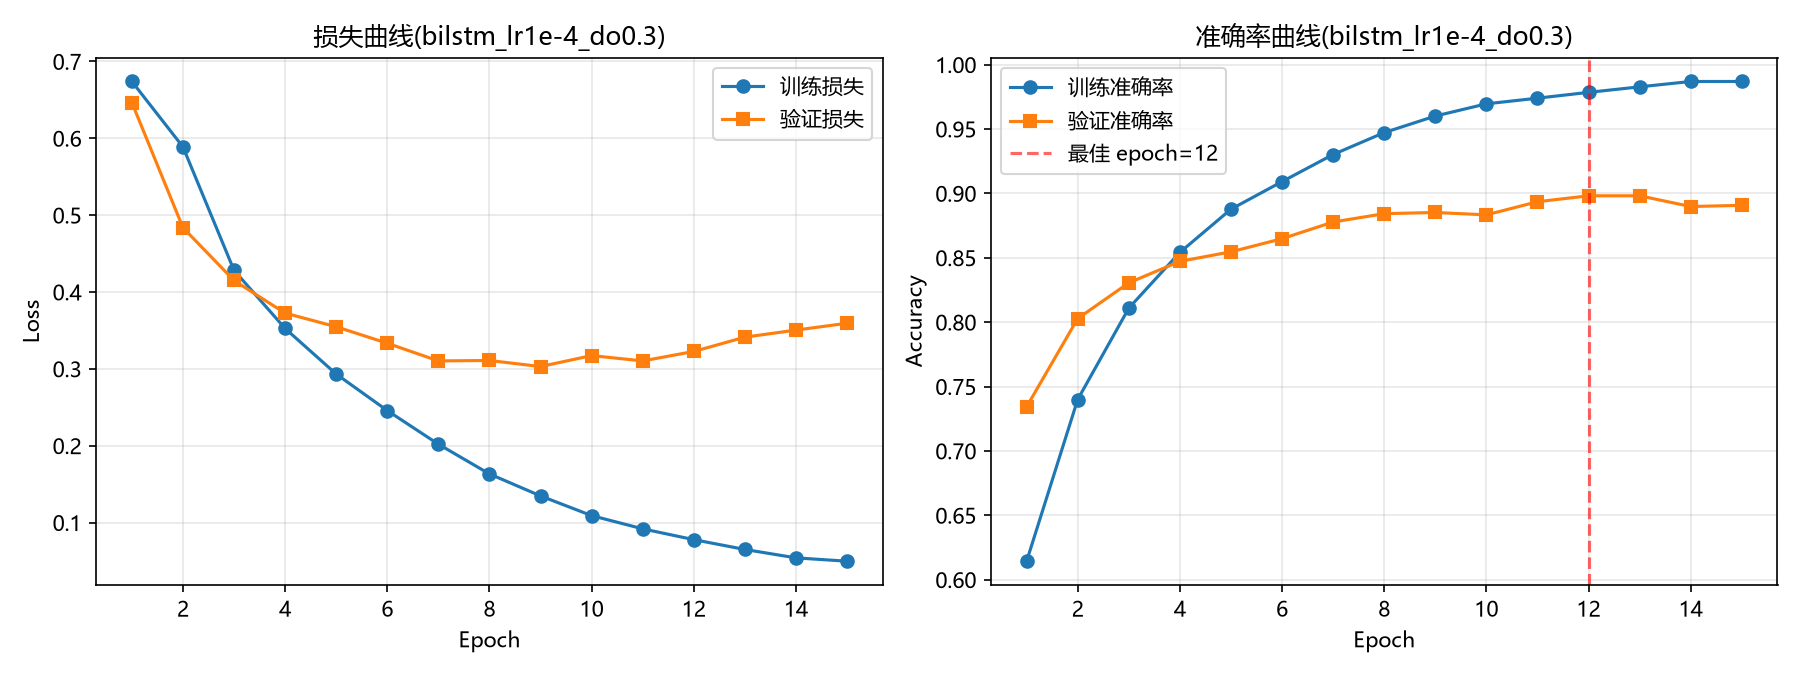 损失曲线(bilstm_lr1e-4_do0.3)
0.7
0.6
0.5
0.4
0.3
0.2
0.1
Loss
训练损失
验证损失
2 4 6 8 10 12 14
Epoch
准确率曲线(bilstm_lr1e-4_do0.3)
1.00
0.95
0.90
0.85
0.80
0.75
0.70
0.65
0.60
Accuracy
训练准确率
验证准确率
最佳 epoch=12
2 4 6 8 10 12 14
Epoch